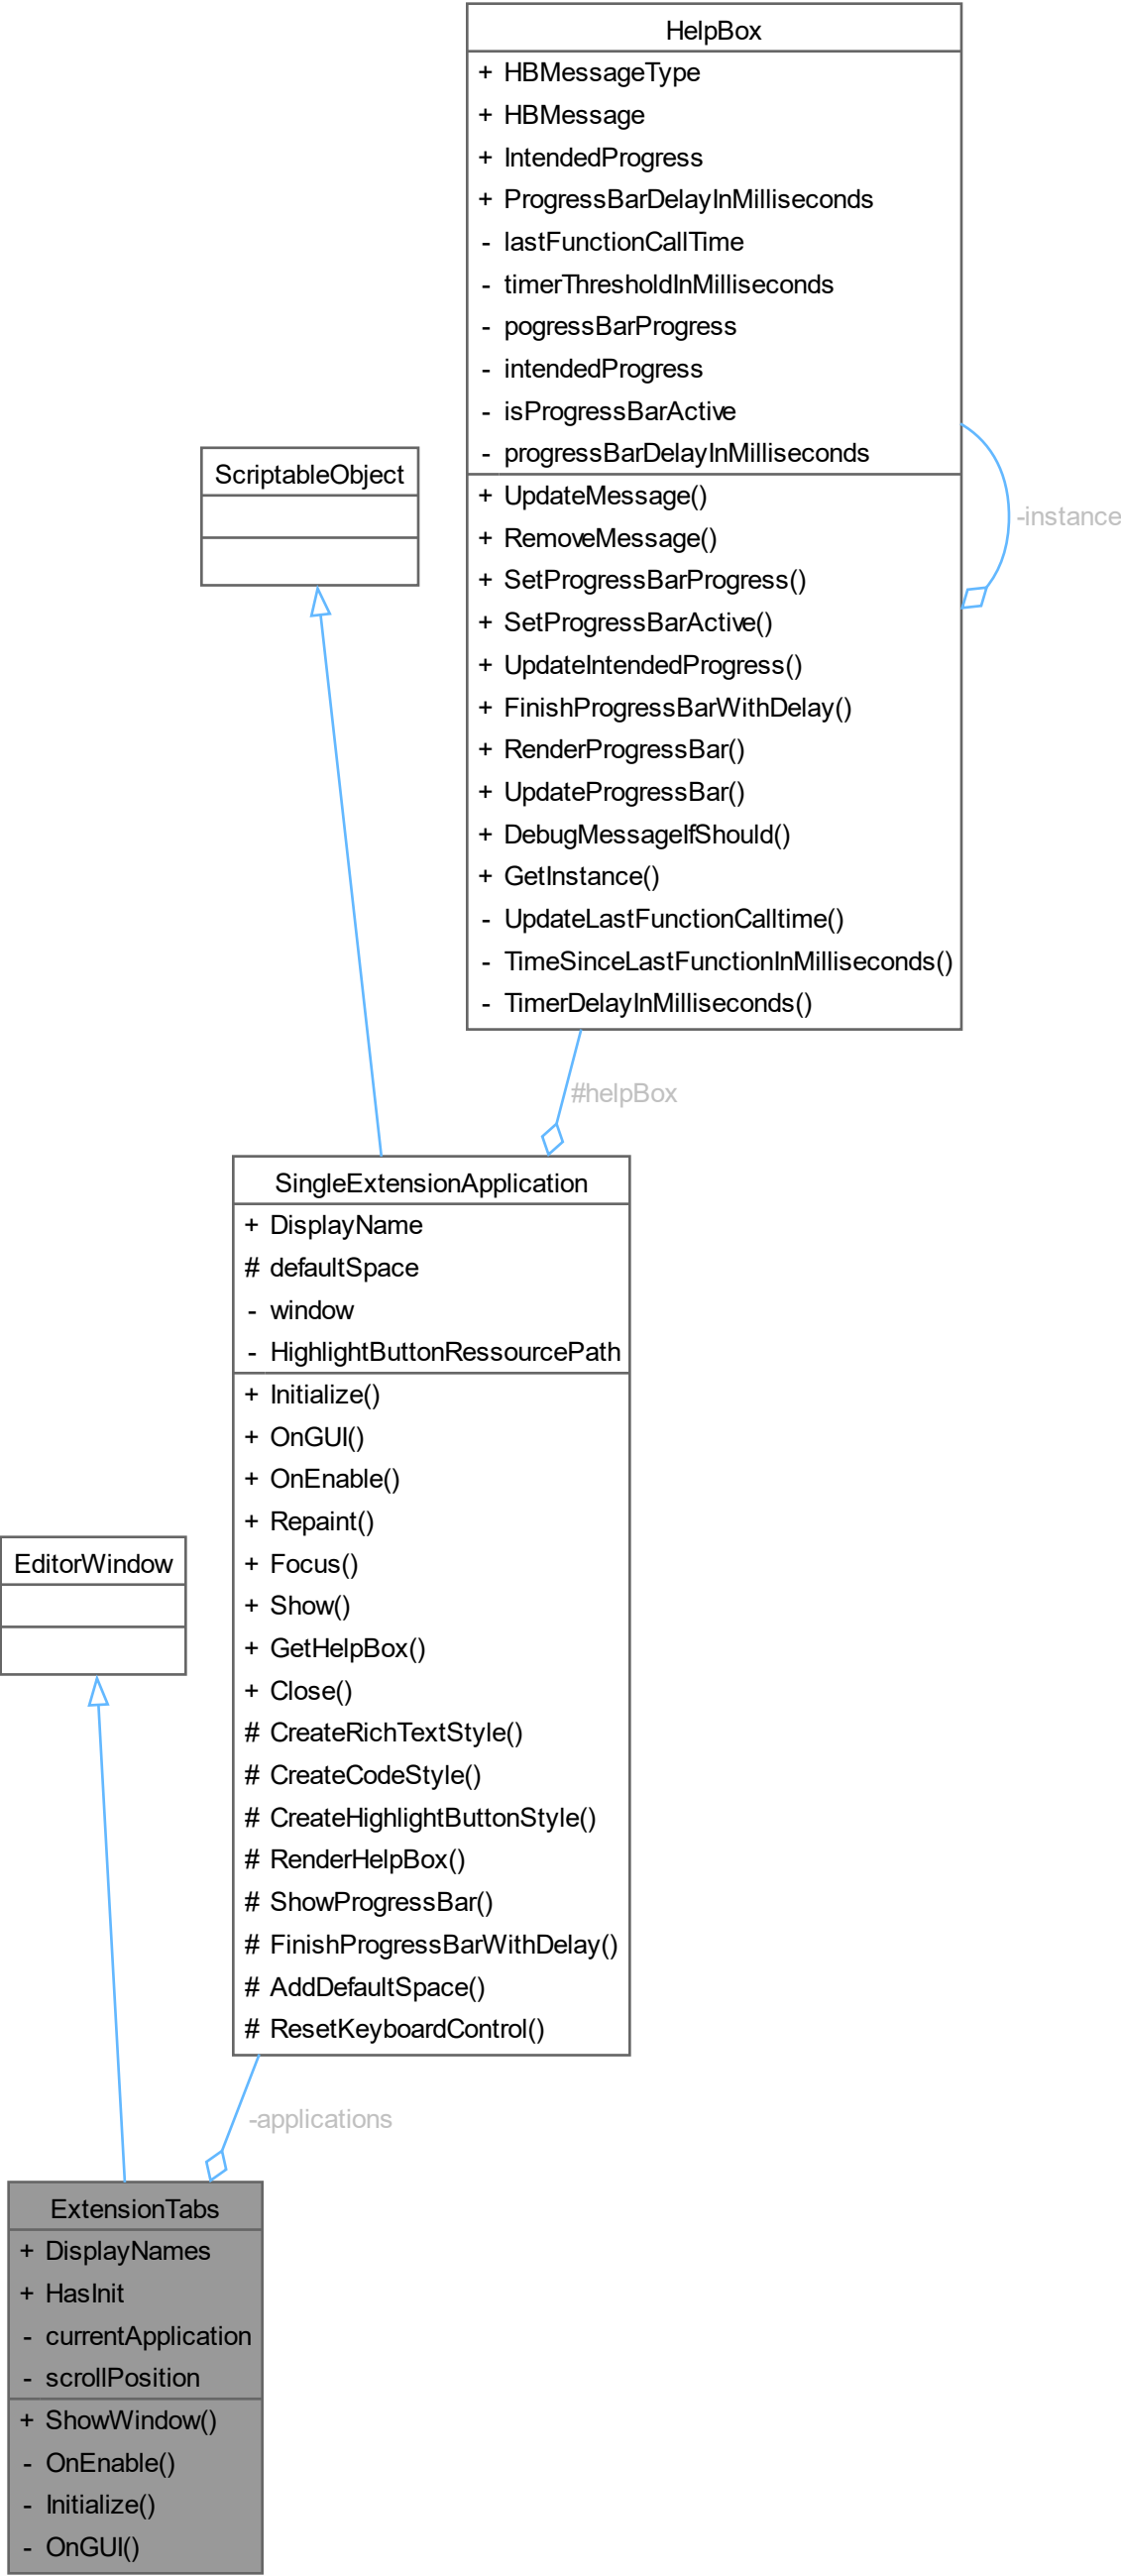 HelpBox
+ HBMessageType
+ HBMessage
+ IntendedProgress
+ ProgressBarDelayInMilliseconds
- lastFunctionCallTime
- timerThresholdInMilliseconds
- pogressBarProgress
- intendedProgress
- isProgressBarActive
- progressBarDelayInMilliseconds
+ UpdateMessage()
+ RemoveMessage()
+ SetProgressBarProgress()
+ SetProgressBarActive()
+ UpdateIntendedProgress()
+ FinishProgressBarWithDelay()
+ RenderProgressBar()
+ UpdateProgressBar()
+ DebugMessageIfShould()
+ GetInstance()
- UpdateLastFunctionCalltime()
- TimeSinceLastFunctionInMilliseconds()
- TimerDelayInMilliseconds()
-instance
ScriptableObject
#helpBox
SingleExtensionApplication
+ DisplayName
# defaultSpace
- window
- HighlightButtonRessourcePath
+ Initialize()
+ OnGUI()
+ OnEnable()
+ Repaint()
+ Focus()
+ Show()
+ GetHelpBox()
+ Close()
# CreateRichTextStyle()
# CreateCodeStyle()
# CreateHighlightButtonStyle()
# RenderHelpBox()
# ShowProgressBar()
# FinishProgressBarWithDelay()
# AddDefaultSpace()
# ResetKeyboardControl()
EditorWindow
-applications
ExtensionTabs
+ DisplayNames
+ HasInit
- currentApplication
- scrollPosition
+ ShowWindow()
- OnEnable()
- Initialize()
- OnGUI()